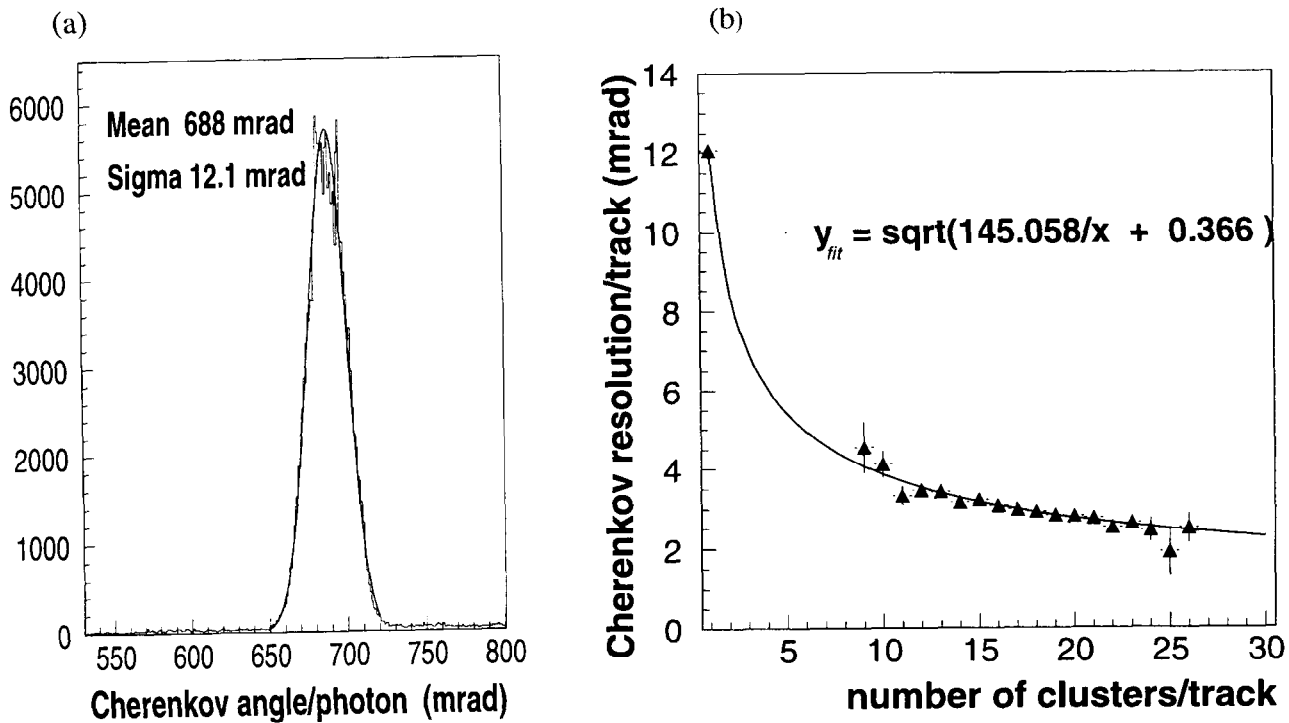 (a)
6000
5000
4000
3000
2000
1000
0
Mean 688 mrad
Sigma 12.1 mrad
550 600 650 700 750 800
Cherenkov angle/photon (mrad)
(b)
Cherenkov resolution/track (mrad)
14
12
10
8
6
4
2
0
y_fit = sqrt(145.058/x + 0.366 )
5 10 15 20 25 30
number of clusters/track